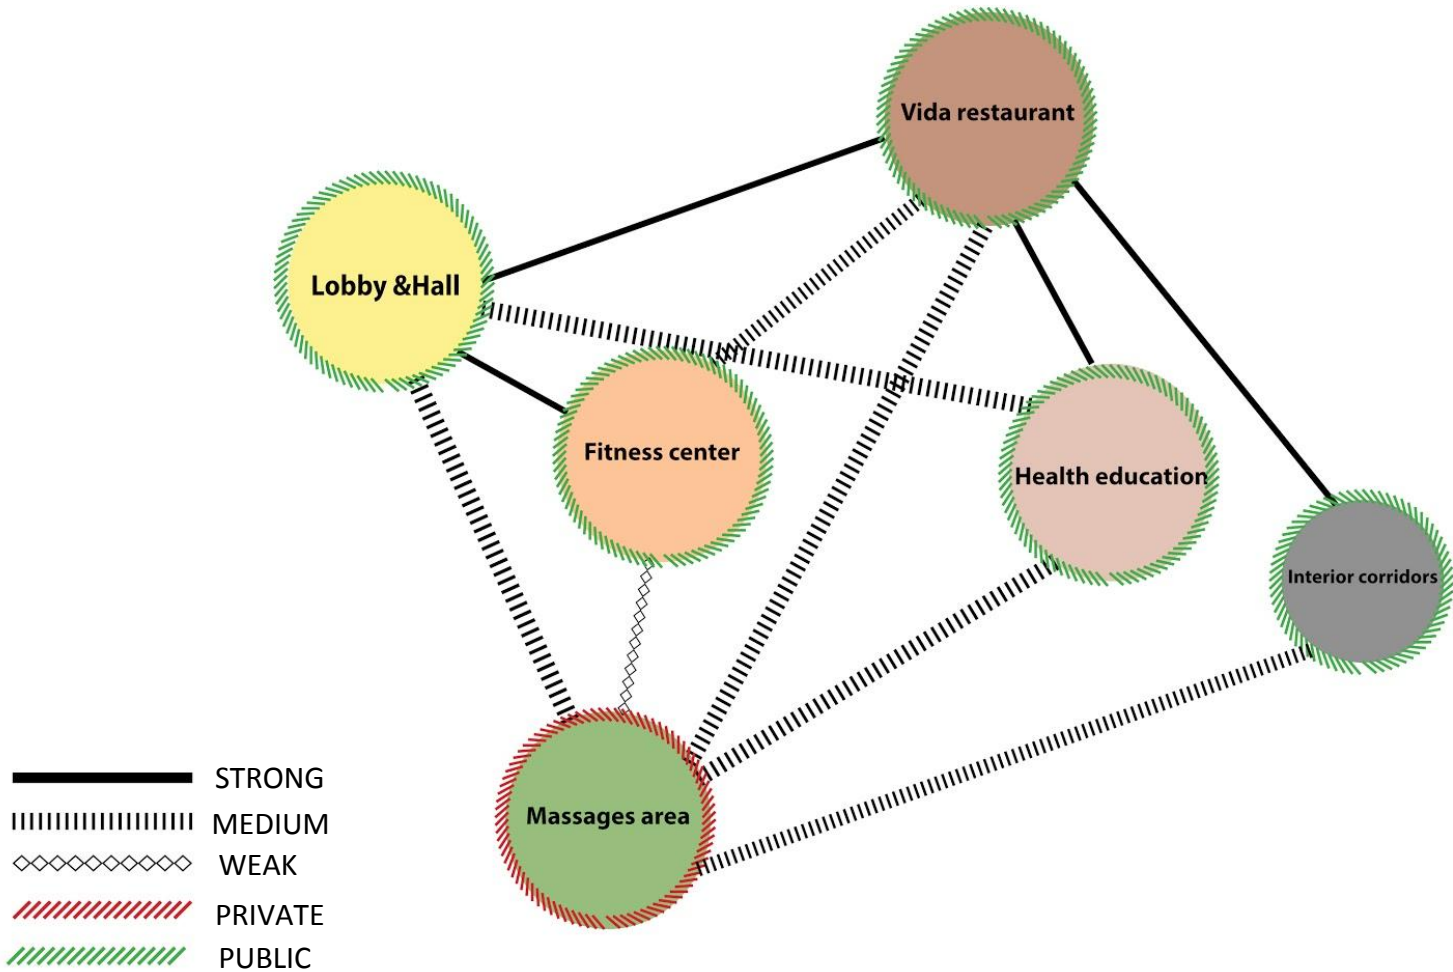 Vida restaurant
Lobby &Hall
Fitness center
Health education
Interior corridors
Massages area
STRONG
MEDIUM
WEAK
PRIVATE
PUBLIC